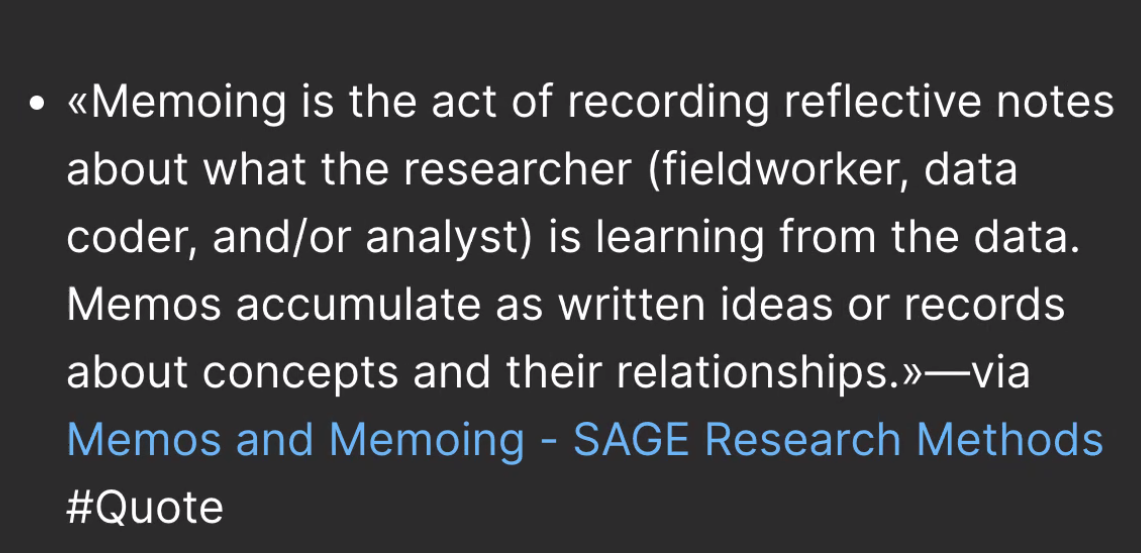 • «Memoing is the act of recording reflective notes
about what the researcher (fieldworker, data
coder, and/or analyst) is learning from the data.
Memos accumulate as written ideas or records
about concepts and their relationships.»—via
Memos and Memoing - SAGE Research Methods
#Quote